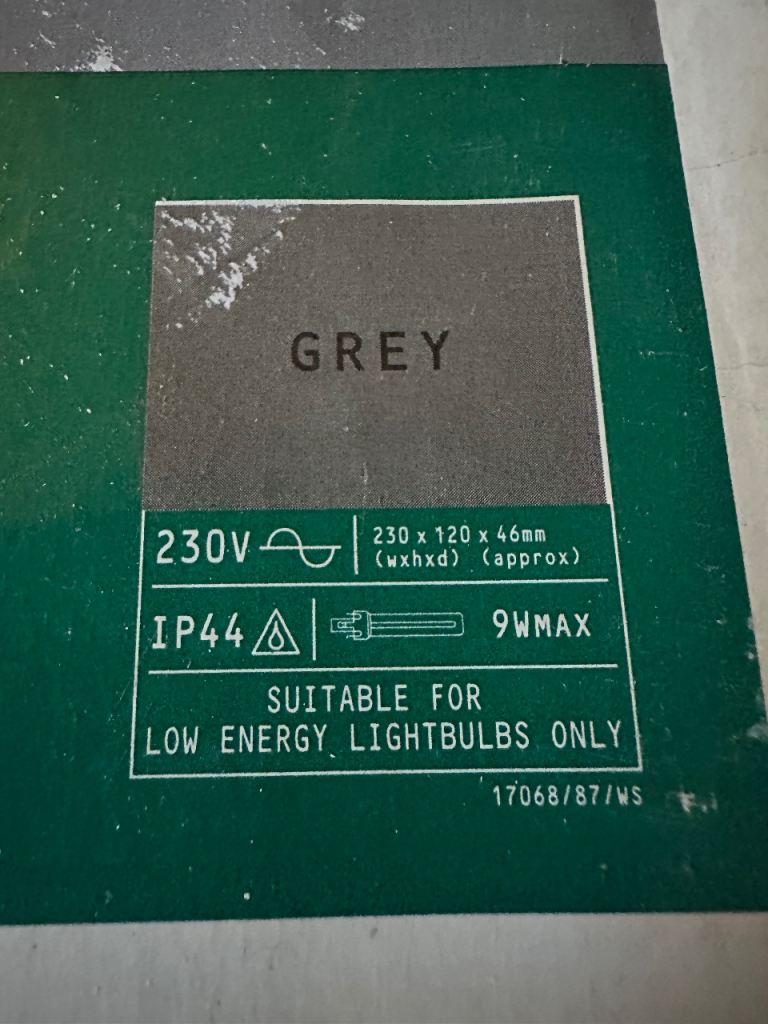 GREY
230V
230 x 120 x 46mm
(wxhxd) (approx)
IP44
9WMAX
SUITABLE FOR
LOW ENERGY LIGHTBULBS ONLY
17068/87/WS